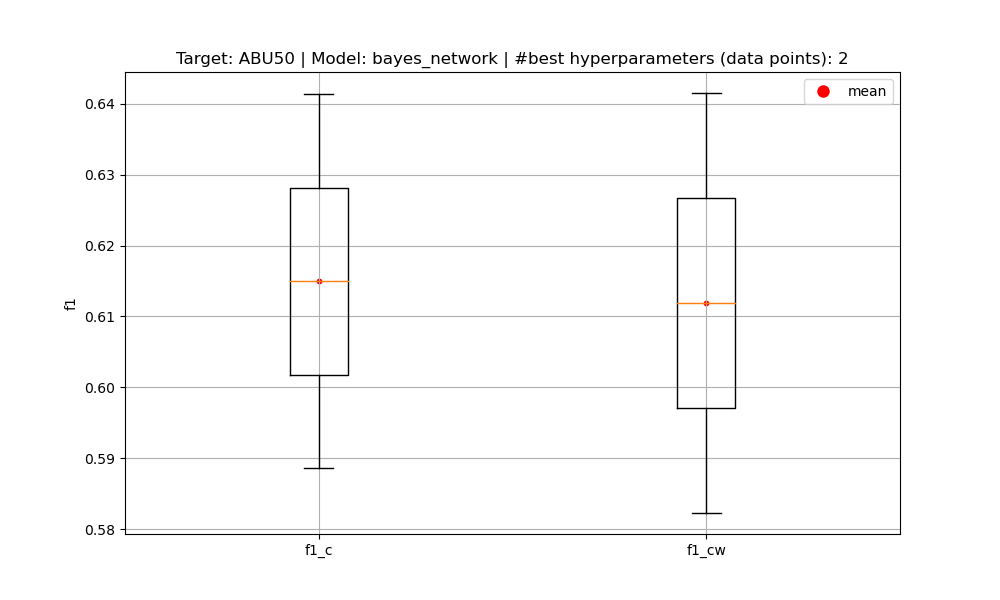 Target: ABU50 | Model: bayes_network | #best hyperparameters (data points): 2
mean
0.64
0.63
0.62
0.61
0.60
0.59
0.58
f1
f1_c
f1_cw